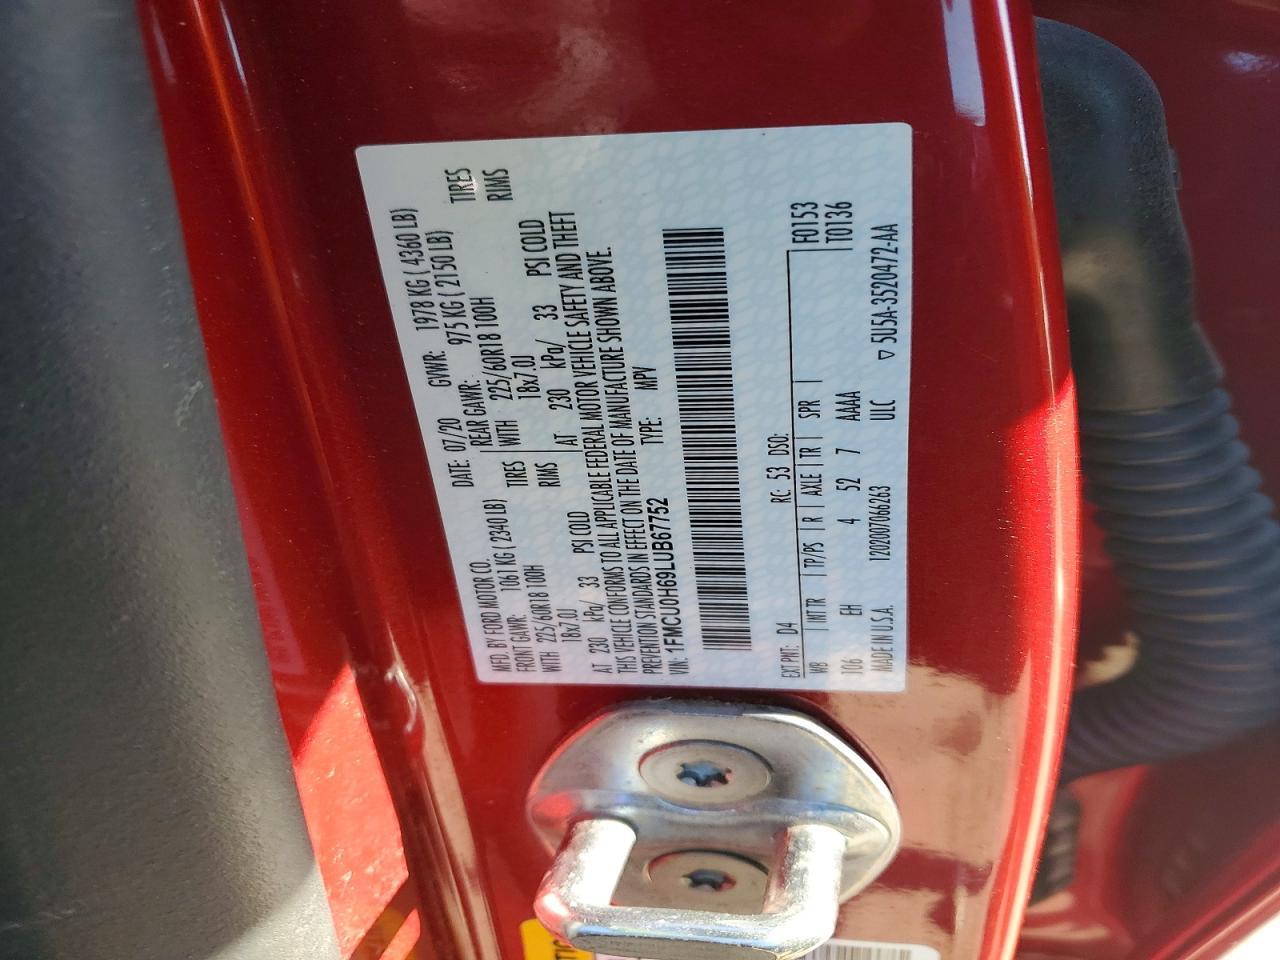 MFD. BY FORD MOTOR CO. DATE: 07/20 GVWR: 1978 KG ( 4360 LB)
FRONT GAWR: 1061 KG ( 2340 LB) REAR GAWR: 975 KG ( 2150 LB)
WITH 225/60R18 100H TIRES WITH 225/60R18 100H TIRES
18x7.0J RIMS 18x7.0J RIMS
AT 230 kPa/ 33 PSI COLD AT 230 kPa/ 33 PSI COLD
THIS VEHICLE CONFORMS TO ALL APPLICABLE FEDERAL MOTOR VEHICLE SAFETY AND THEFT
PREVENTION STANDARDS IN EFFECT ON THE DATE OF MANUFACTURE SHOWN ABOVE.
VIN: 1FMCU0H69LUB67752 TYPE: MPV
EXT PNT: D4 RC: 53 DSO: F0153
WB INT TR TP/PS R AXLE TR SPR T0136
106 EH 4 52 7 AAAA
MADE IN U.S.A. 1202007066263 ULC ▽ 5U5A-3520472-AA